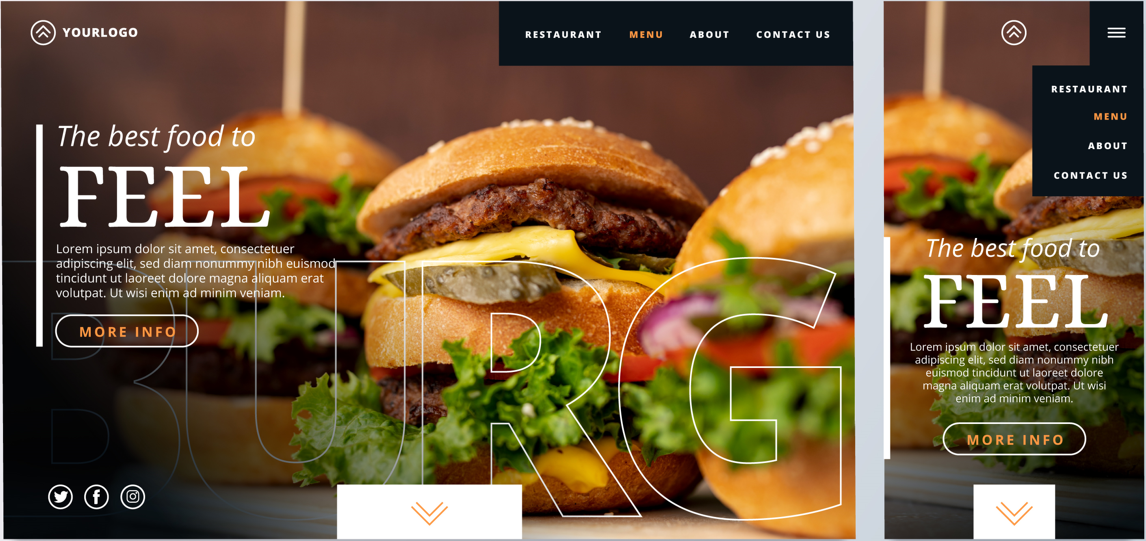 YOURLOGO
RESTAURANT MENU ABOUT CONTACT US
The best food to
FEEL
Lorem ipsum dolor sit amet, consectetuer
adipiscing elit, sed diam nonummy nibh euismod
tincidunt ut laoreet dolore magna aliquam erat
volutpat. Ut wisi enim ad minim veniam.
MORE INFO
BURG
RESTAURANT
MENU
ABOUT
CONTACT US
The best food to
FEEL
Lorem ipsum dolor sit amet, consectetuer
adipiscing elit, sed diam nonummy nibh
euismod tincidunt ut laoreet dolore
magna aliquam erat volutpat. Ut wisi
enim ad minim veniam.
MORE INFO